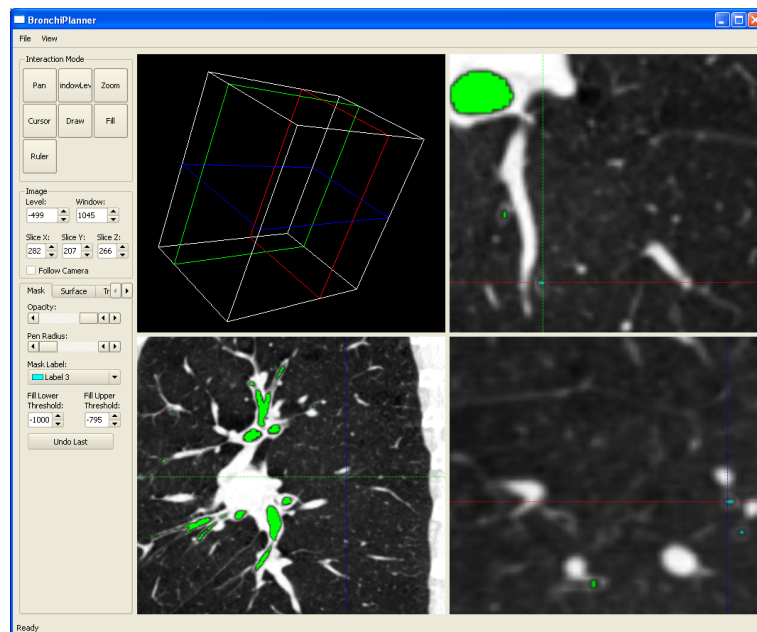 BronchiPlanner
File View
Interaction Mode
Pan indowLev Zoom
Cursor Draw Fill
Ruler
Image
Level: Window:
-499 1045
Slice X: Slice Y: Slice Z:
282 207 266
Follow Camera
Mask Surface Tr
Opacity:
Pen Radius:
Mask Label:
Label 3
Fill Lower Fill Upper
Threshold: Threshold:
-1000 -795
Undo Last
Ready